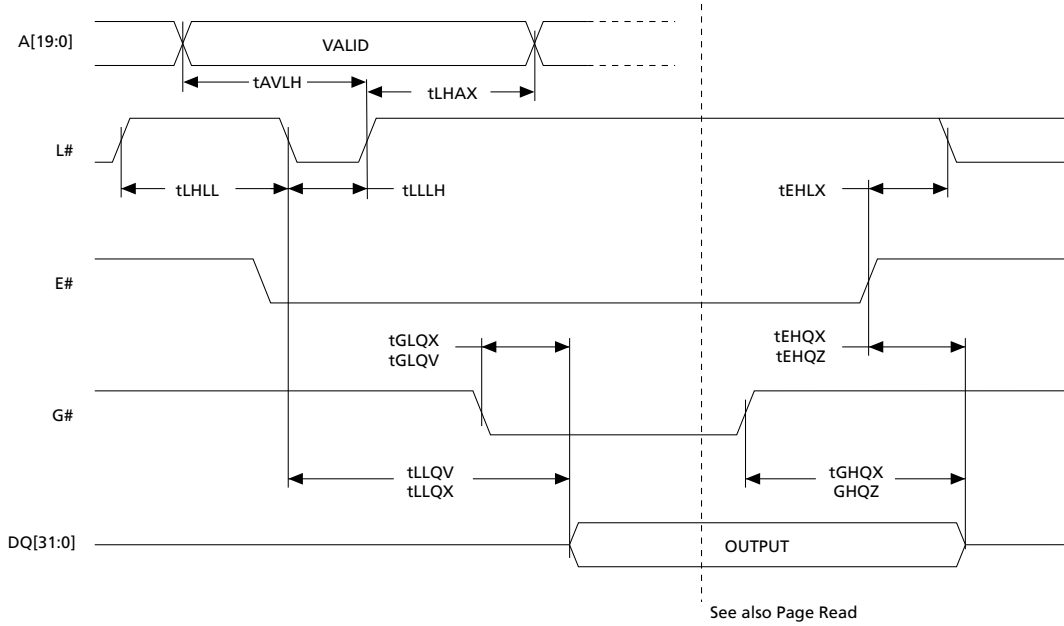 A[19:0]
VALID
tAVLH
tLHAX
L#
tLHLL
tLLLH
tEHLX
E#
tGLQX
tGLQV
tEHQX
tEHQZ
G#
tLLQV
tLLQX
tGHQX
GHQZ
DQ[31:0]
OUTPUT
See also Page Read